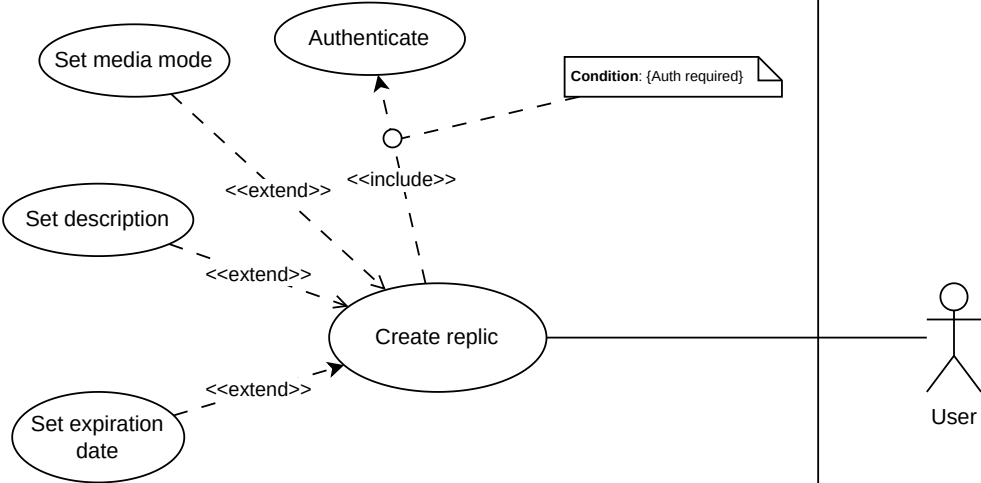 Authenticate
Set media mode
Condition: {Auth required}
<<include>>
<<extend>>
Set description
<<extend>>
Create replic
<<extend>>
User
Set expiration
date